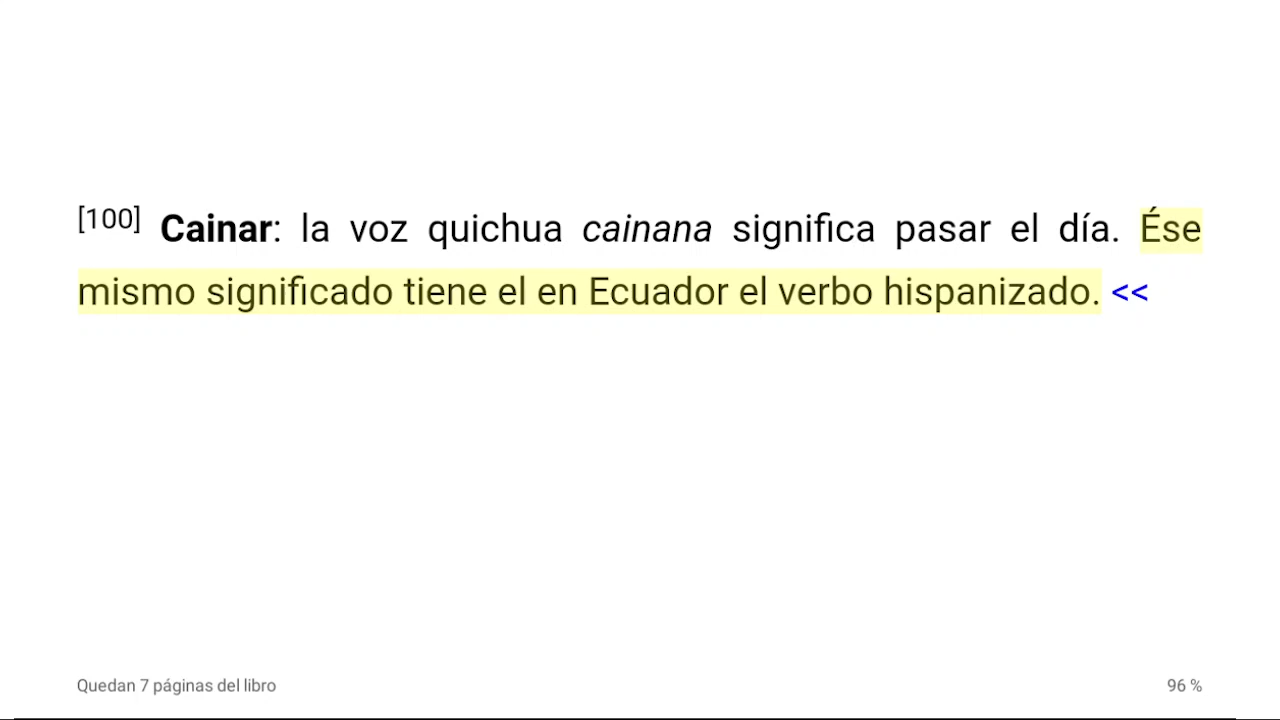 [100] Cainar: la voz quichua cainana significa pasar el día. Ése
mismo significado tiene el en Ecuador el verbo hispanizado. <<
Quedan 7 páginas del libro
96 %